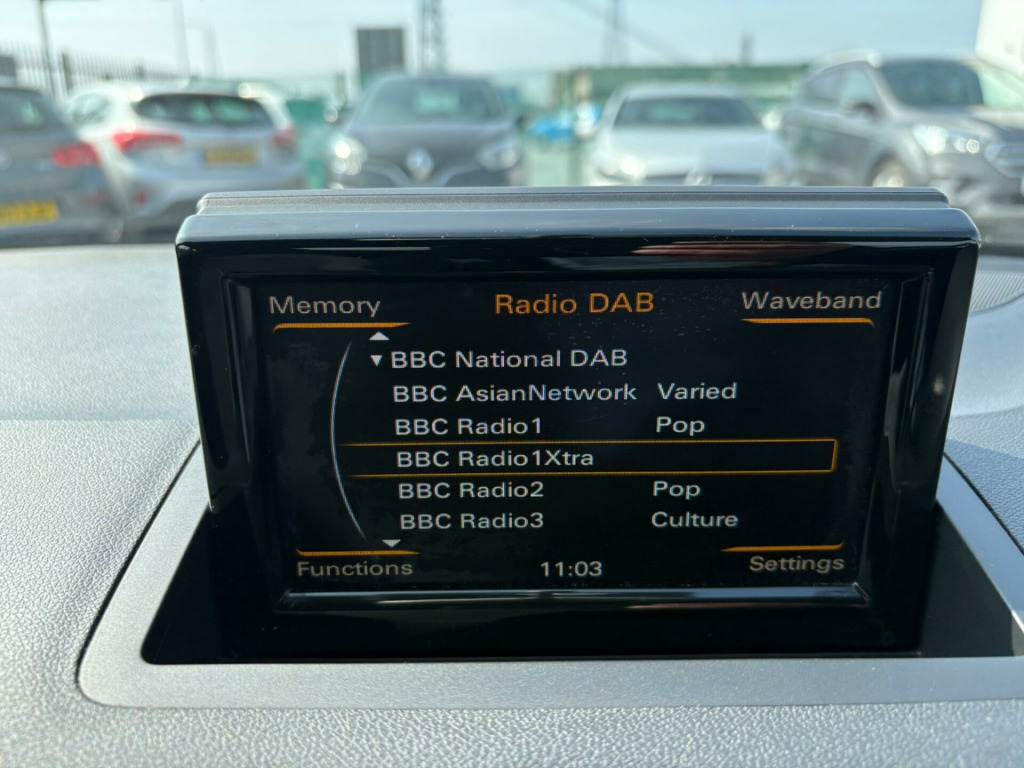 Memory Radio DAB Waveband
BBC National DAB
BBC AsianNetwork Varied
BBC Radio1 Pop
BBC Radio1Xtra
BBC Radio2 Pop
BBC Radio3 Culture
Functions 11:03 Settings